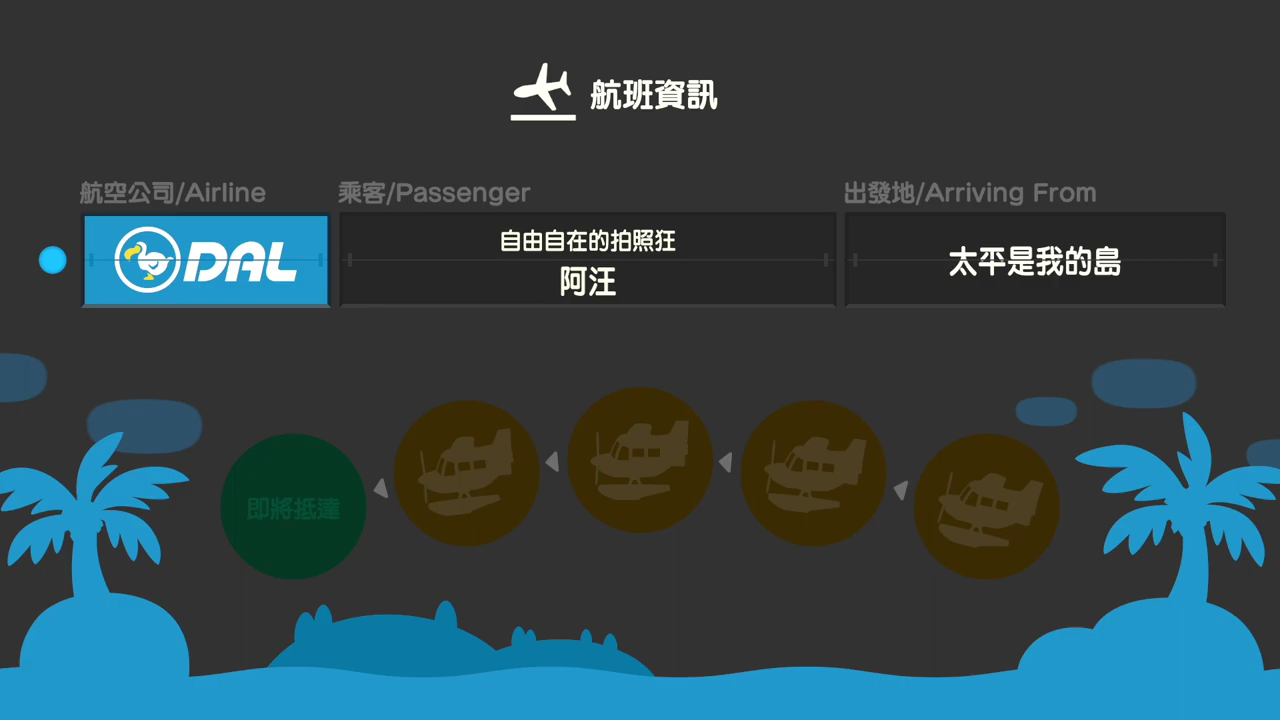 航班資訊
航空公司/Airline
乘客/Passenger
出發地/Arriving From
DAL
自由自在的拍照狂
阿汪
太平是我的島
即將抵達